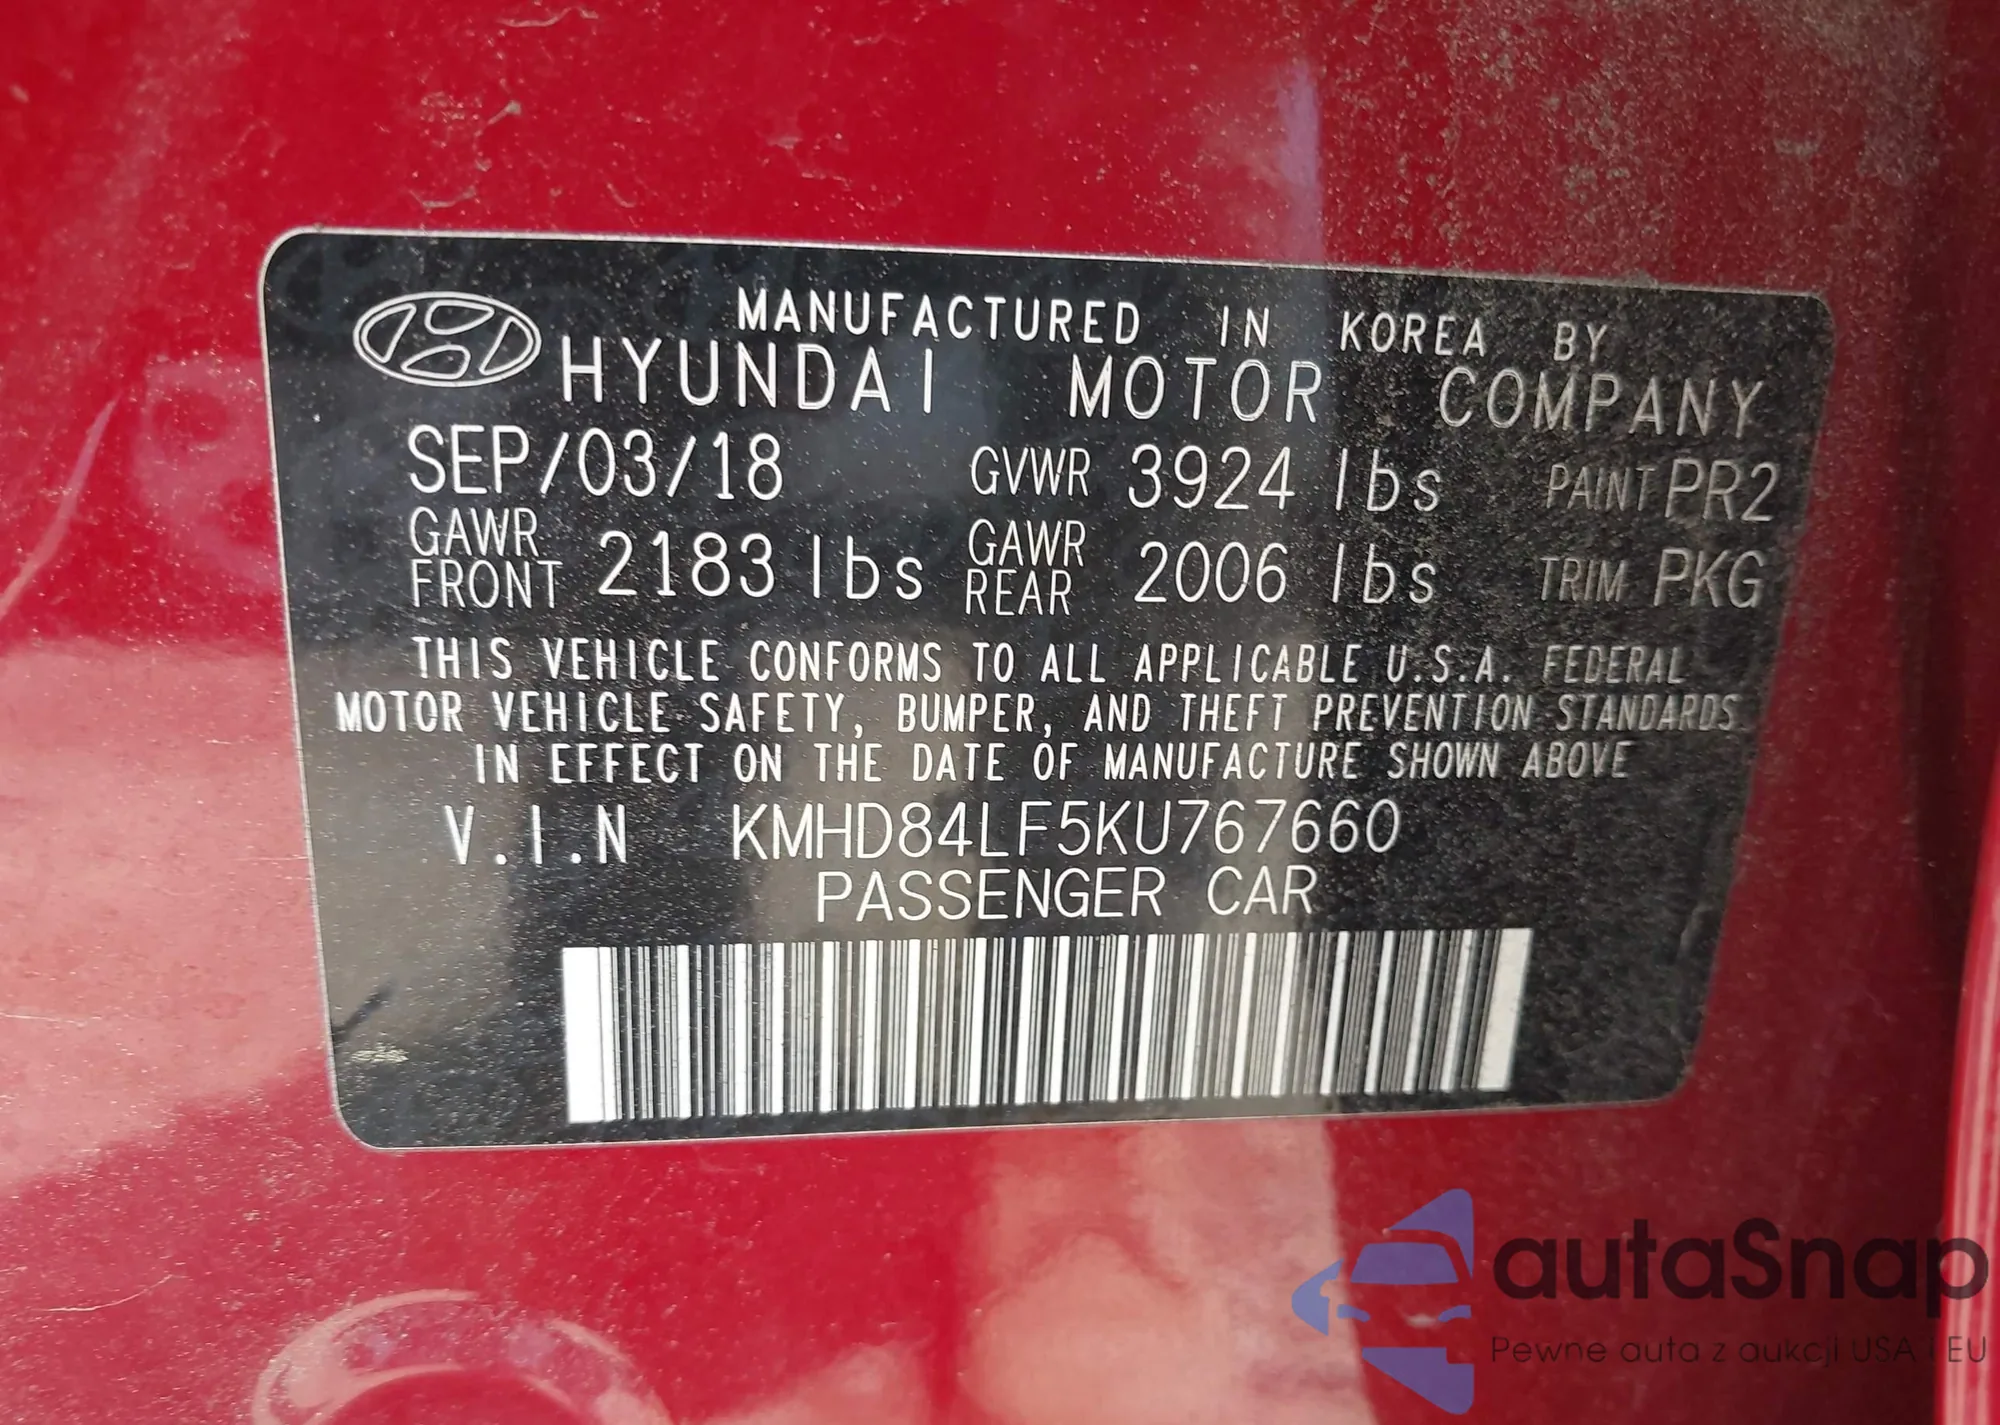 MANUFACTURED IN KOREA BY
HYUNDAI MOTOR COMPANY
SEP/03/18 GVWR 3924 lbs PAINT PR2
GAWR FRONT 2183 lbs GAWR REAR 2006 lbs TRIM PKG
THIS VEHICLE CONFORMS TO ALL APPLICABLE U.S.A. FEDERAL
MOTOR VEHICLE SAFETY, BUMPER, AND THEFT PREVENTION STANDARDS
IN EFFECT ON THE DATE OF MANUFACTURE SHOWN ABOVE
V.I.N KMHD84LF5KU767660
PASSENGER CAR
autaSnap
Pewne auta z aukcji USA i EU